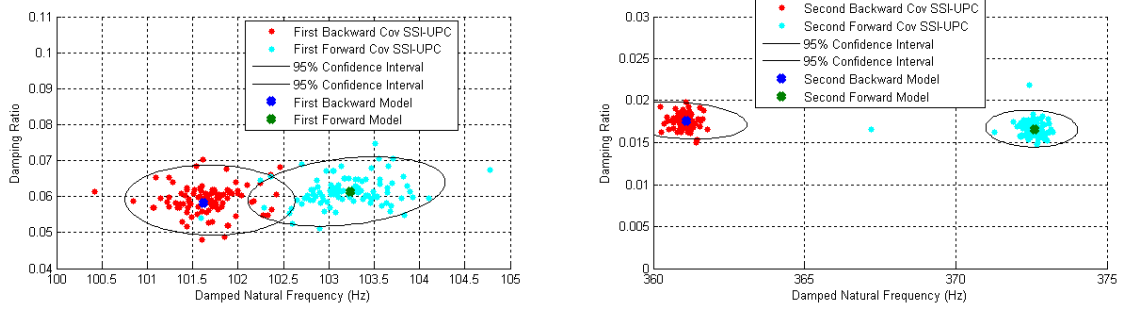 0.11
0.1
0.09
0.08
0.07
0.06
0.05
0.04
Damping Ratio
First Backward Cov SSI-UPC
First Forward Cov SSI-UPC
95% Confidence Interval
95% Confidence Interval
First Backward Model
First Forward Model
100 100.5 101 101.5 102 102.5 103 103.5 104 104.5 105
Damped Natural Frequency (Hz)
0.03
0.025
0.02
0.015
0.01
0.005
0
Damping Ratio
Second Backward Cov SSI-UPC
Second Forward Cov SSI-UPC
95% Confidence Interval
95% Confidence Interval
Second Backward Model
Second Forward Model
360 365 370 375
Damped Natural Frequency (Hz)